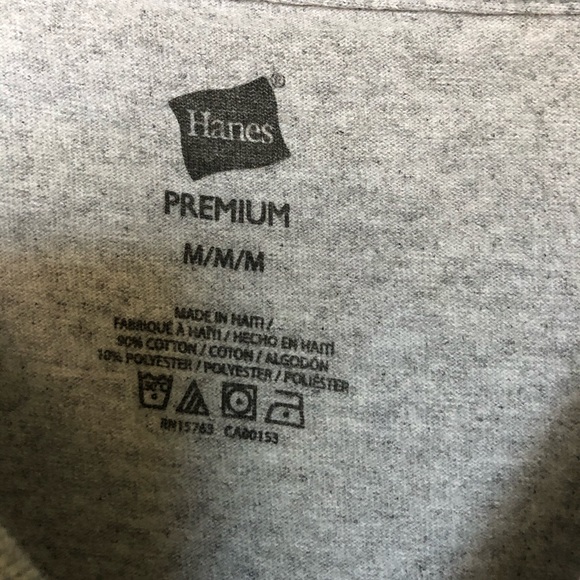 Hanes®
PREMIUM
M/M/M
MADE IN HAITI /
FABRIQUÉ À HAÏTI / HECHO EN HAITÍ
90% COTTON / COTON / ALGODÓN
10% POLYESTER / POLYESTER / POLIÉSTER
RN15763 CA00153